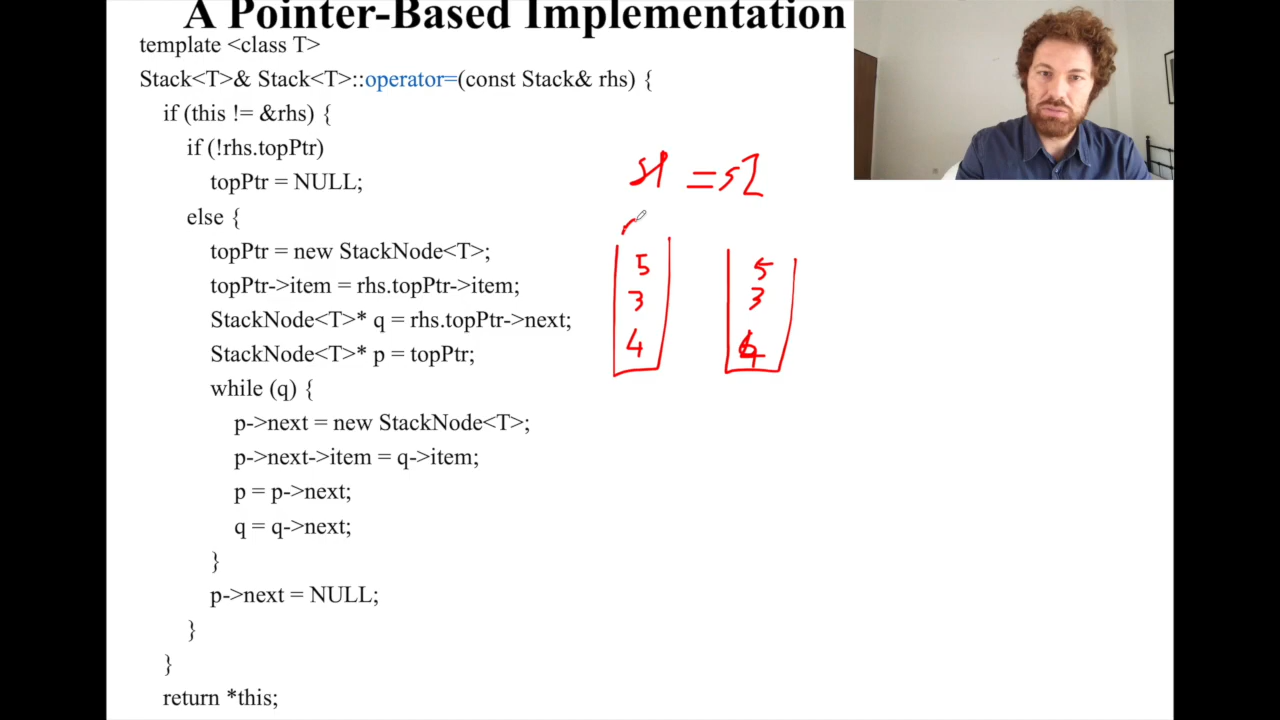 A Pointer-Based Implementation
template <class T>
Stack<T>& Stack<T>::operator=(const Stack& rhs) {
if (this != &rhs) {
if (!rhs.topPtr)
topPtr = NULL;
else {
topPtr = new StackNode<T>;
topPtr->item = rhs.topPtr->item;
StackNode<T>* q = rhs.topPtr->next;
StackNode<T>* p = topPtr;
while (q) {
p->next = new StackNode<T>;
p->next->item = q->item;
p = p->next;
q = q->next;
}
p->next = NULL;
}
}
return *this;
s1 = s2
5 5
3 3
4 4